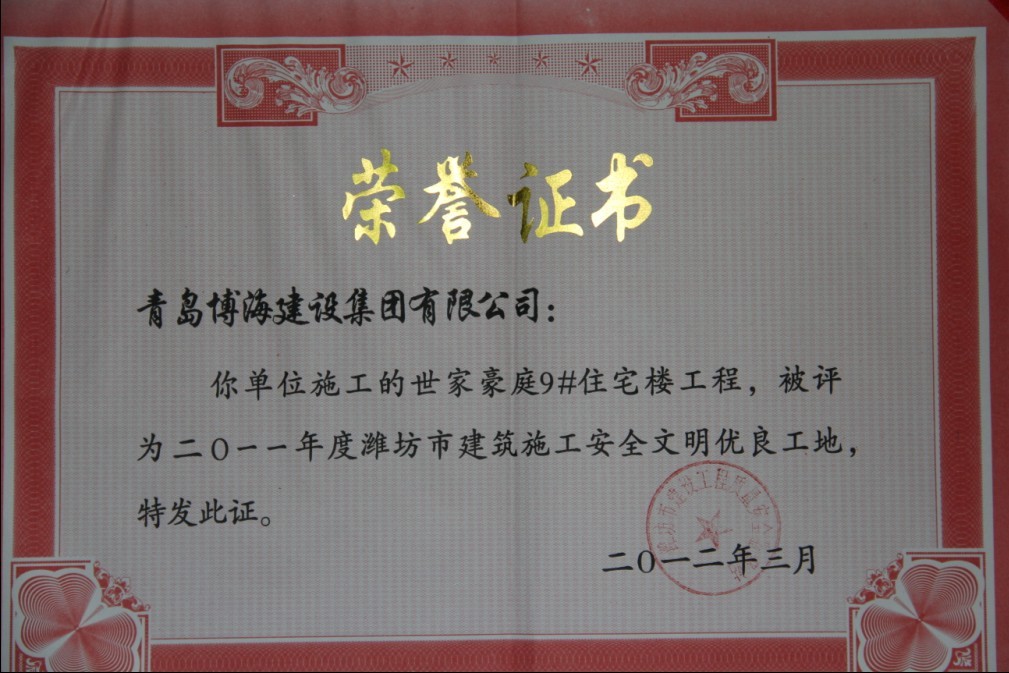 荣誉证书
青岛博海建设集团有限公司：
你单位施工的世家豪庭9#住宅楼工程，被评
为二〇一一年度潍坊市建筑施工安全文明优良工地，
特发此证。
二〇一二年三月